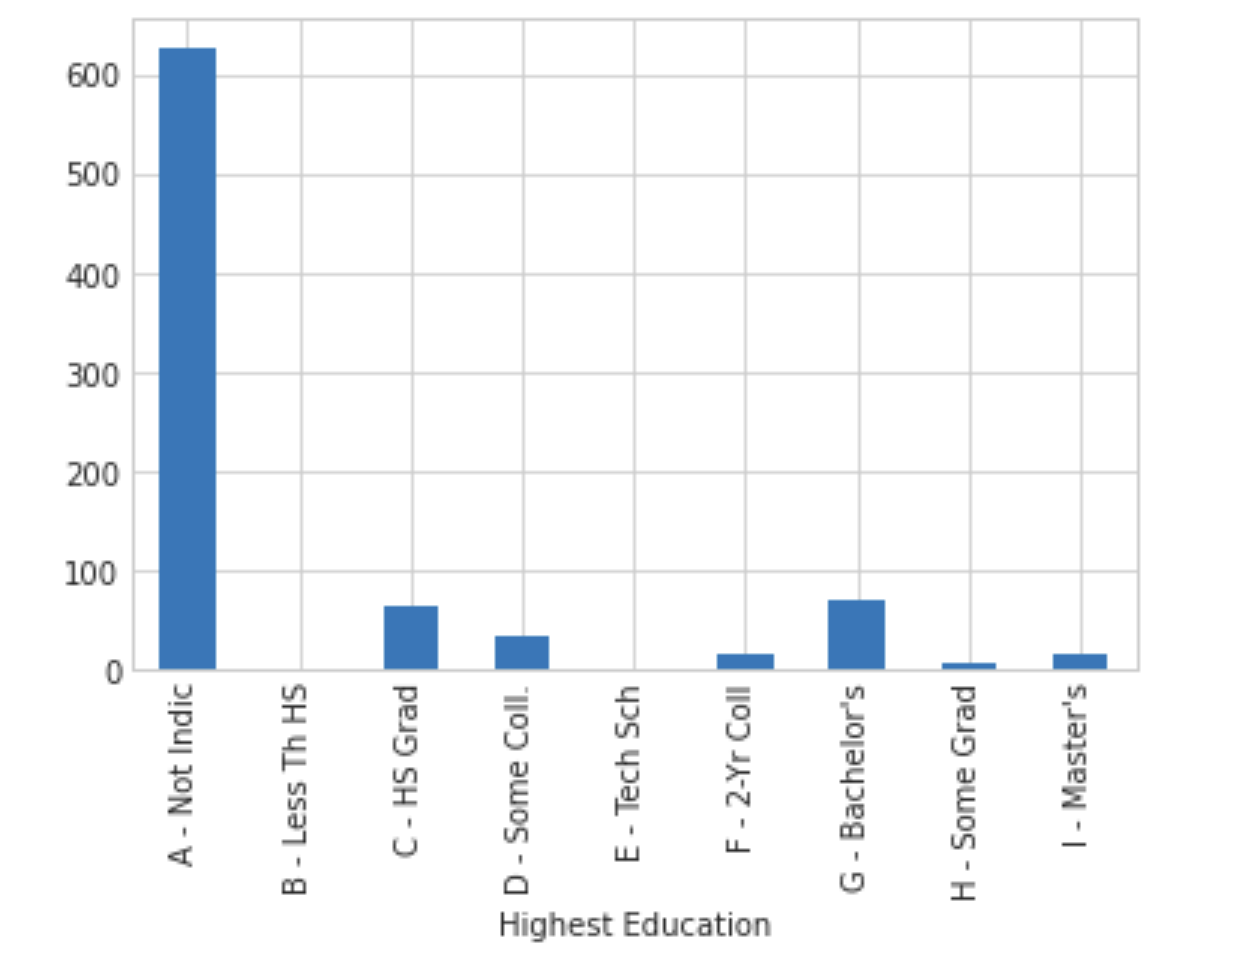 600
500
400
300
200
100
0
A - Not Indic
B - Less Th HS
C - HS Grad
D - Some Coll.
E - Tech Sch
F - 2-Yr Coll
G - Bachelor's
H - Some Grad
I - Master's
Highest Education